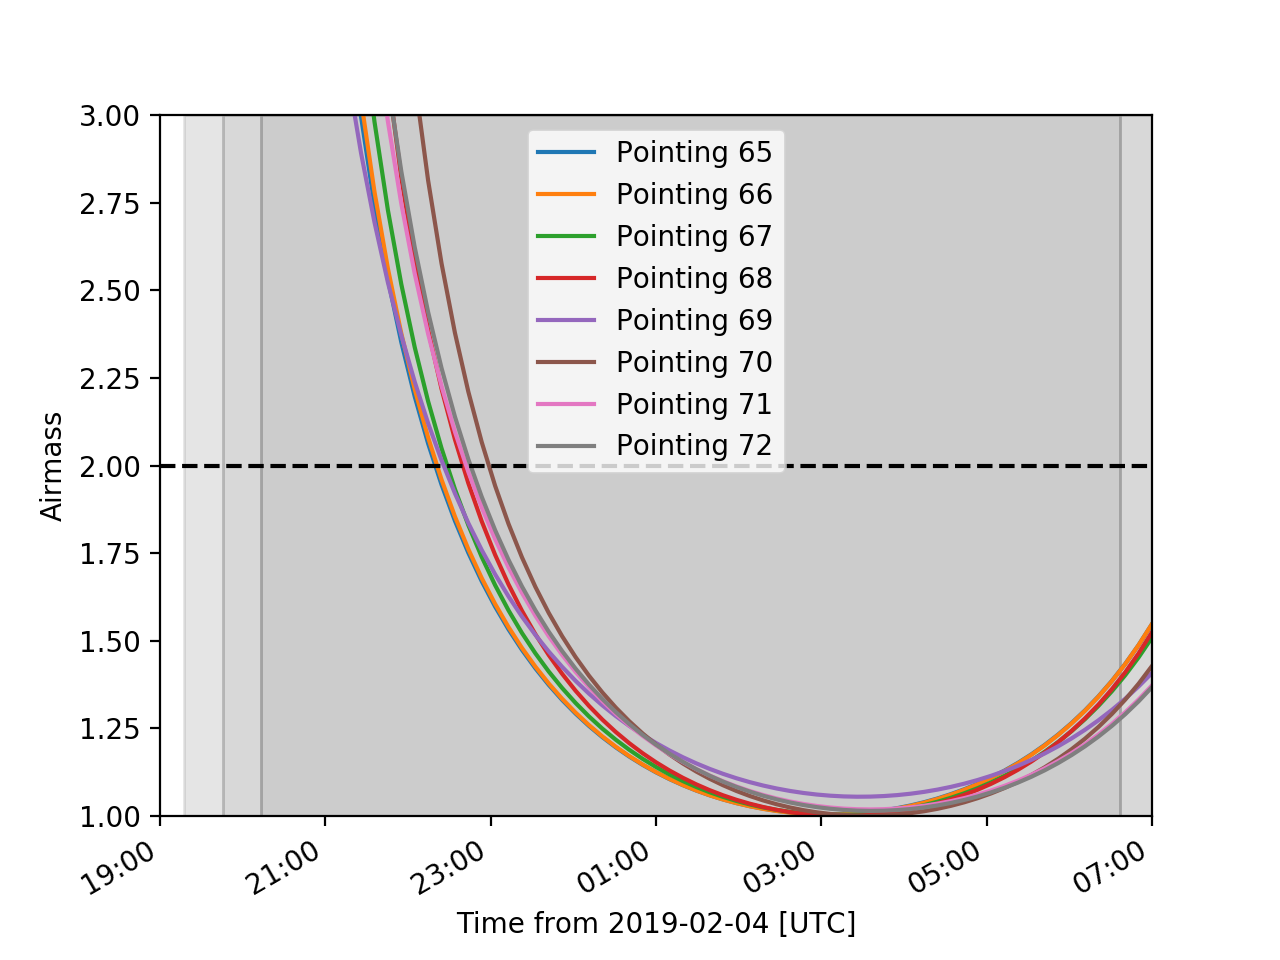 3.00
2.75
2.50
2.25
2.00
1.75
1.50
1.25
1.00
Airmass
Pointing 65
Pointing 66
Pointing 67
Pointing 68
Pointing 69
Pointing 70
Pointing 71
Pointing 72
19:00
21:00
23:00
01:00
03:00
05:00
07:00
Time from 2019-02-04 [UTC]